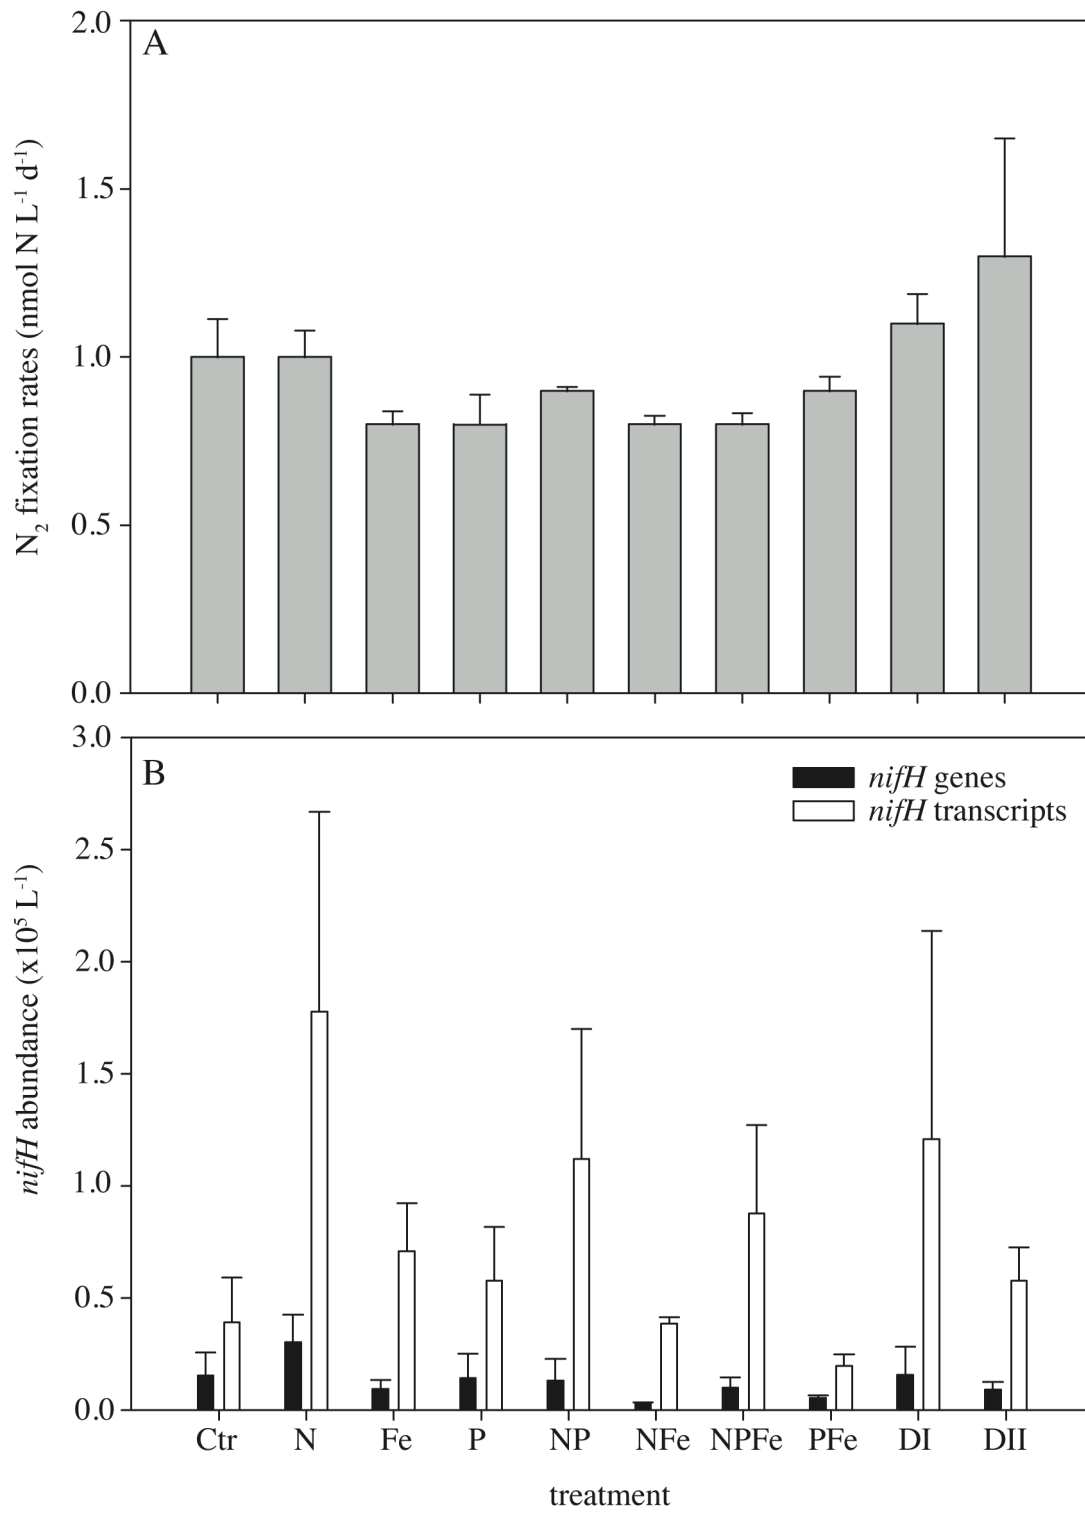 A
N₂ fixation rates (nmol N L⁻¹ d⁻¹)
2.0
1.5
1.0
0.5
0.0
B
nifH genes
nifH transcripts
nifH abundance (x10⁵ L⁻¹)
3.0
2.5
2.0
1.5
1.0
0.5
0.0
Ctr N Fe P NP NFe NPFe PFe DI DII
treatment